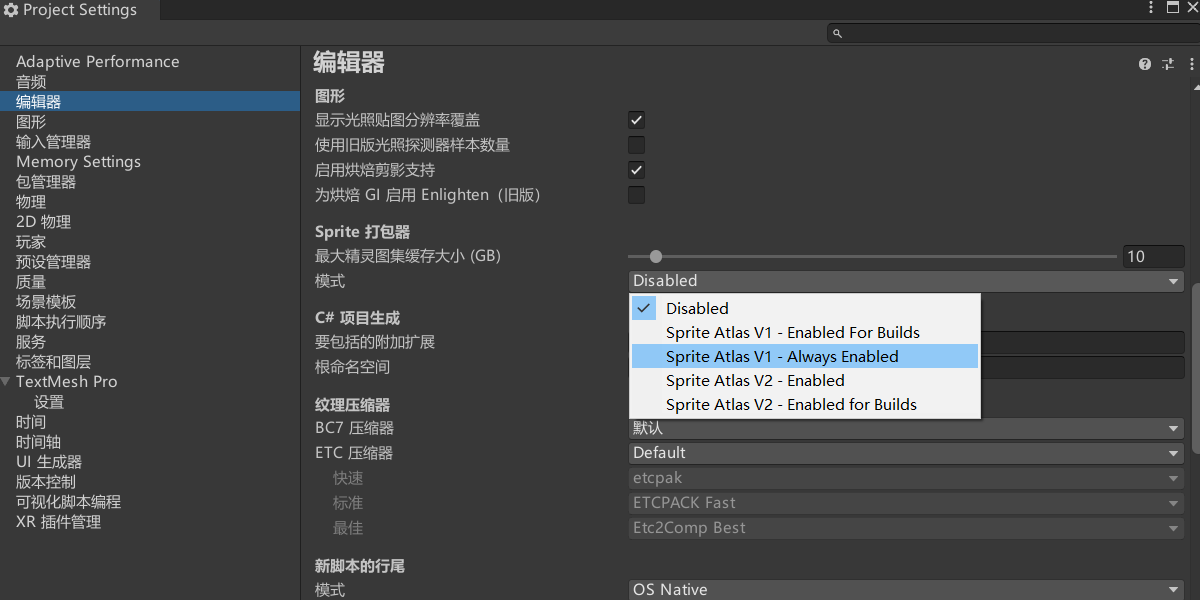 Project Settings
Adaptive Performance
音频
编辑器
图形
输入管理器
Memory Settings
包管理器
物理
2D 物理
玩家
预设管理器
质量
场景模板
脚本执行顺序
服务
标签和图层
TextMesh Pro
设置
时间
时间轴
UI 生成器
版本控制
可视化脚本编程
XR 插件管理
编辑器
图形
显示光照贴图分辨率覆盖
使用旧版光照探测器样本数量
启用烘焙剪影支持
为烘焙 GI 启用 Enlighten（旧版）
Sprite 打包器
最大精灵图集缓存大小 (GB) 10
模式 Disabled
Disabled
Sprite Atlas V1 - Enabled For Builds
Sprite Atlas V1 - Always Enabled
Sprite Atlas V2 - Enabled
Sprite Atlas V2 - Enabled for Builds
C# 项目生成
要包括的附加扩展
根命名空间
纹理压缩器
BC7 压缩器 默认
ETC 压缩器 Default
快速 etcpak
标准 ETCPACK Fast
最佳 Etc2Comp Best
新脚本的行尾
模式 OS Native